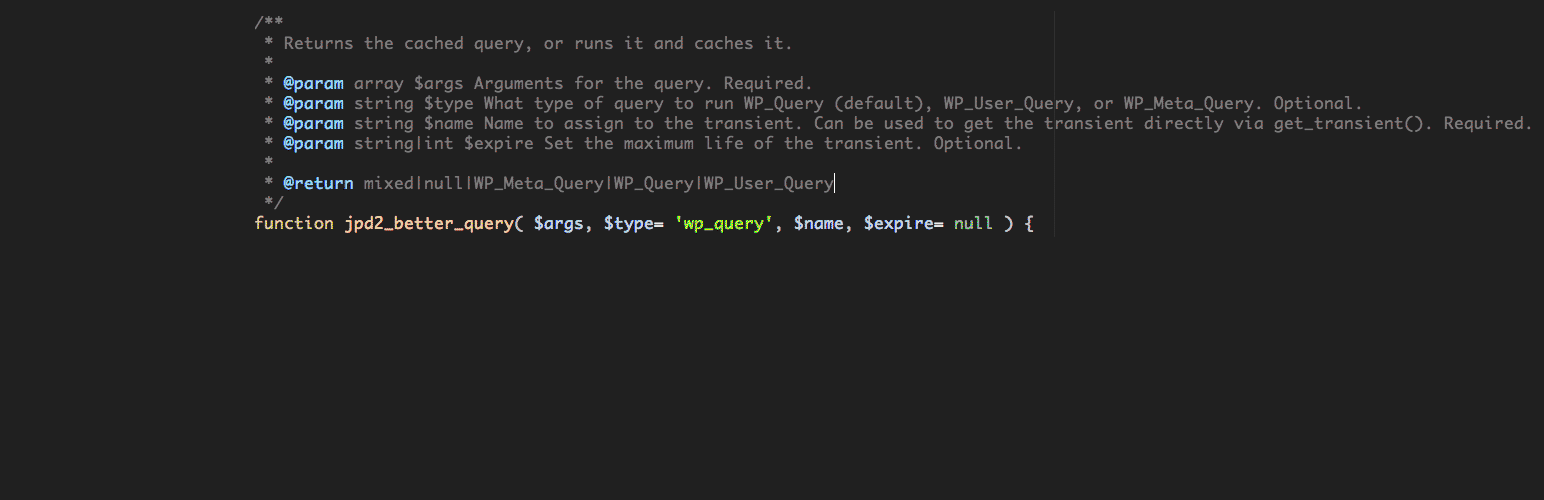 /**
* Returns the cached query, or runs it and caches it.
*
* @param array $args Arguments for the query. Required.
* @param string $type What type of query to run WP_Query (default), WP_User_Query, or WP_Meta_Query. Optional.
* @param string $name Name to assign to the transient. Can be used to get the transient directly via get_transient(). Required.
* @param string|int $expire Set the maximum life of the transient. Optional.
*
* @return mixed|null|WP_Meta_Query|WP_Query|WP_User_Query
*/
function jpd2_better_query( $args, $type= 'wp_query', $name, $expire= null ) {